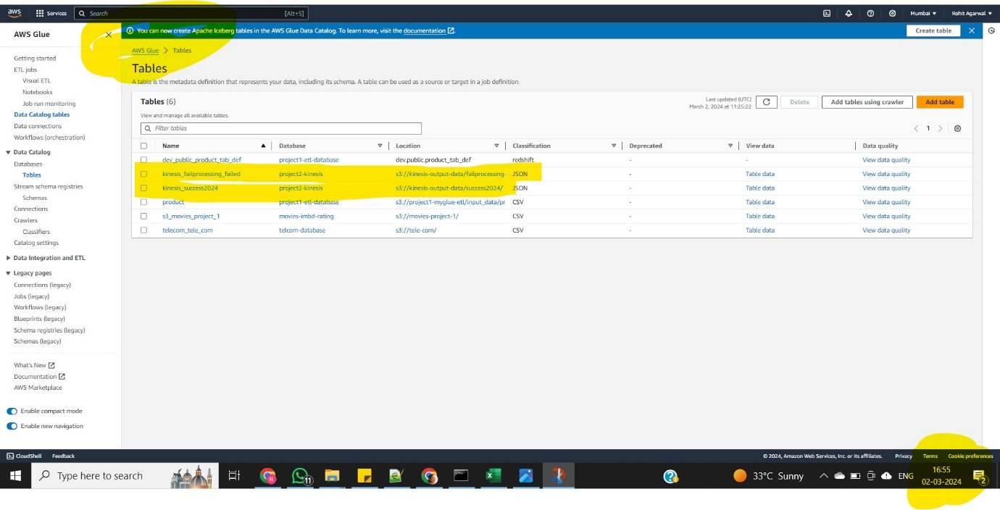 aws Services Search [Alt+S] Mumbai Rohit Agarwal
AWS Glue
You can now create Apache Iceberg tables in the AWS Glue Data Catalog. To learn more, visit the documentation. Create table
AWS Glue > Tables
Tables
A table is the metadata definition that represents your data, including its schema. A table can be used as a source or target in a job definition.
Getting started
ETL jobs
Visual ETL
Notebooks
Job run monitoring
Data Catalog tables
Data connections
Workflows (orchestration)
Data Catalog
Databases
Tables
Stream schema registries
Schemas
Connections
Crawlers
Classifiers
Catalog settings
Data Integration and ETL
Legacy pages
Connections (legacy)
Jobs (legacy)
Workflows (legacy)
Blueprints (legacy)
Schema registries (legacy)
Schemas (legacy)
What's New
Documentation
AWS Marketplace
Enable compact mode
Enable new navigation
Tables (6)
View and manage all available tables.
Last updated (UTC)
March 2, 2024 at 11:25:22
Delete Add tables using crawler Add table
Filter tables
1
Name Database Location Classification Deprecated View data Data quality
dev_public_product_tab_def project1-etl-database dev.public.product_tab_def redshift - - View data quality
kinesis_failprocessing_failed project2-kinesis s3://kinesis-output-data/failprocessing- JSON - Table data View data quality
kinesis_success2024 project2-kinesis s3://kinesis-output-data/success2024/ JSON - Table data View data quality
product project1-etl-database s3://project1-myglue-etl/input_data/pr CSV - Table data View data quality
s3_movies_project_1 movies-imbd-rating s3://movies-project-1/ CSV - Table data View data quality
telecom_tele_com telcom-database s3://tele-com/ CSV - Table data View data quality
CloudShell Feedback © 2024, Amazon Web Services, Inc. or its affiliates. Privacy Terms Cookie preferences
Type here to search 11 33°C Sunny ENG 16:55
02-03-2024 2